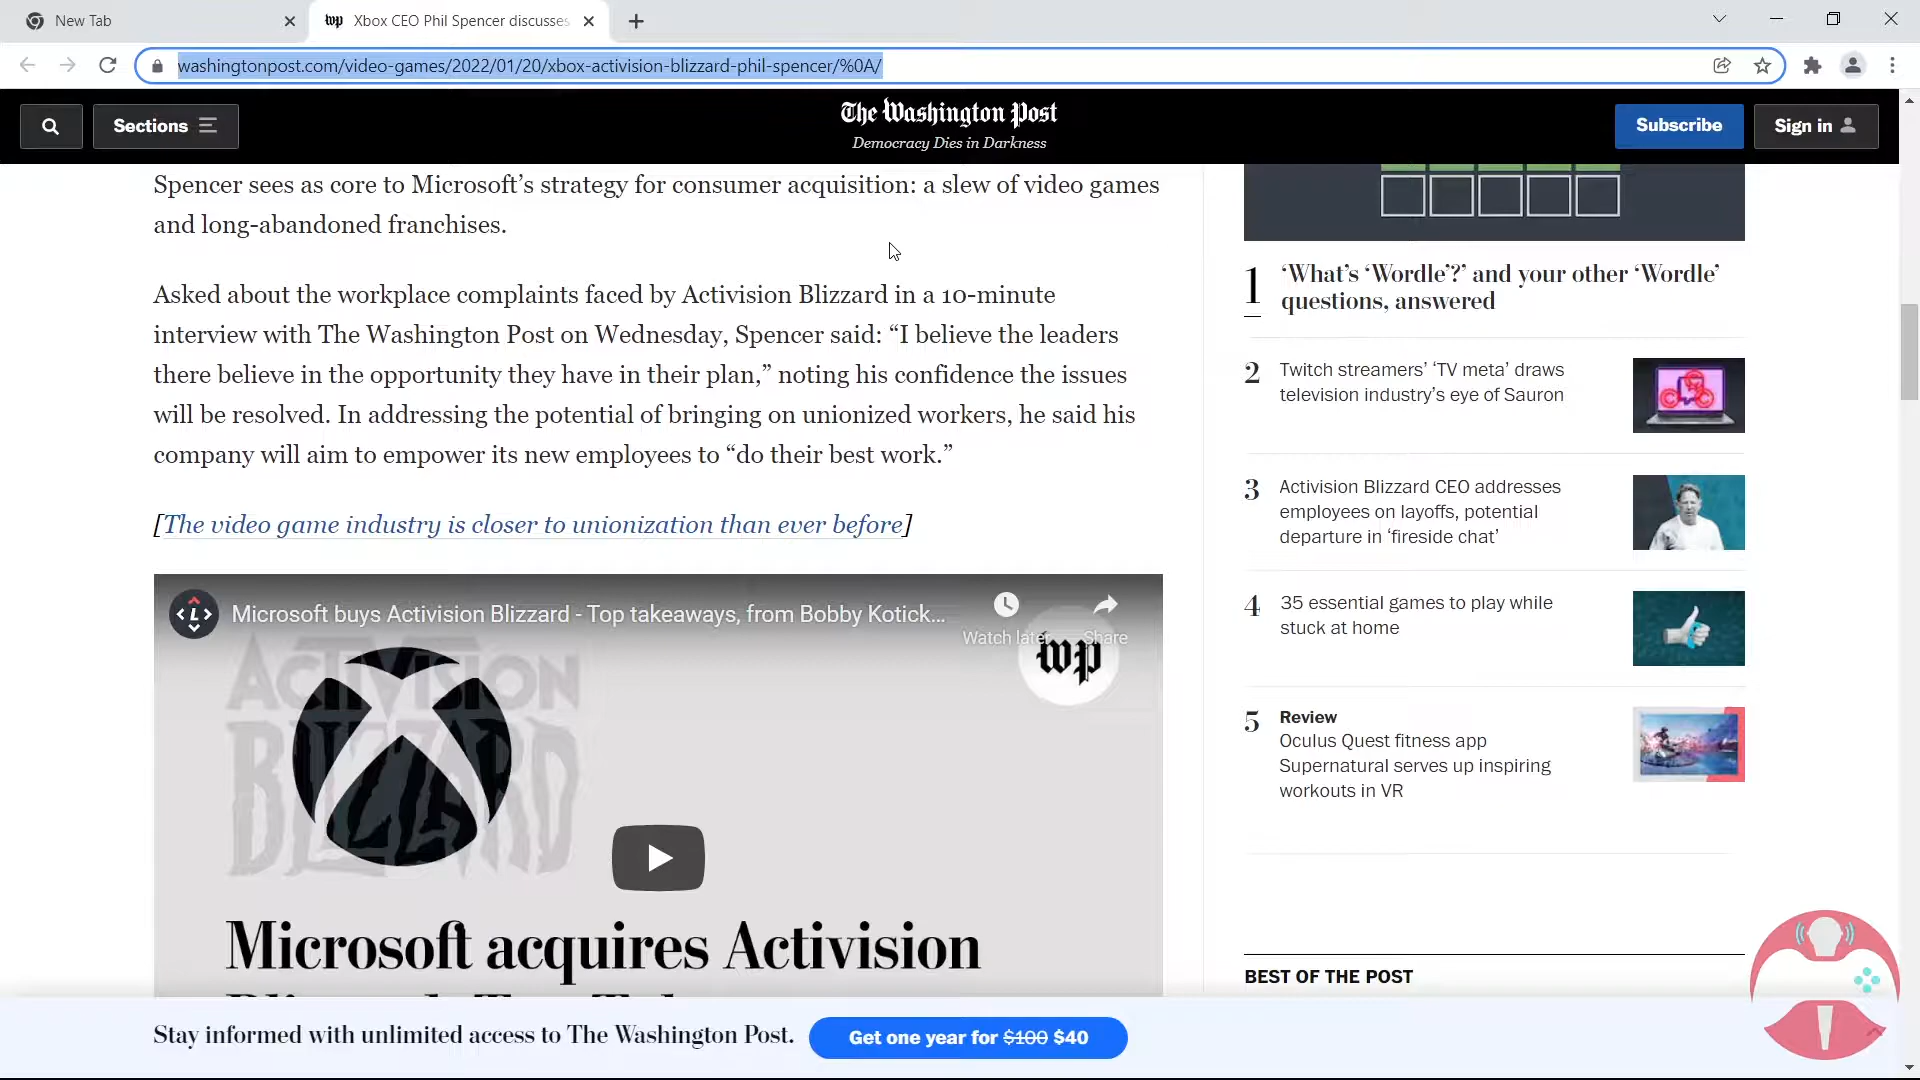 New Tab
Xbox CEO Phil Spencer discusses
washingtonpost.com/video-games/2022/01/20/xbox-activision-blizzard-phil-spencer/%0A/
Sections
The Washington Post
Democracy Dies in Darkness
Subscribe
Sign in
Spencer sees as core to Microsoft’s strategy for consumer acquisition: a slew of video games
and long-abandoned franchises.
Asked about the workplace complaints faced by Activision Blizzard in a 10-minute
interview with The Washington Post on Wednesday, Spencer said: “I believe the leaders
there believe in the opportunity they have in their plan,” noting his confidence the issues
will be resolved. In addressing the potential of bringing on unionized workers, he said his
company will aim to empower its new employees to “do their best work.”
[The video game industry is closer to unionization than ever before]
<L>
Microsoft buys Activision Blizzard - Top takeaways, from Bobby Kotick...
Watch later
Share
wp
ACTIVISION
BLIZZARD
Microsoft acquires Activision
1
‘What’s ‘Wordle’?’ and your other ‘Wordle’
questions, answered
2
Twitch streamers’ ‘TV meta’ draws
television industry’s eye of Sauron
3
Activision Blizzard CEO addresses
employees on layoffs, potential
departure in ‘fireside chat’
4
35 essential games to play while
stuck at home
5
Review
Oculus Quest fitness app
Supernatural serves up inspiring
workouts in VR
BEST OF THE POST
Stay informed with unlimited access to The Washington Post.
Get one year for $100 $40